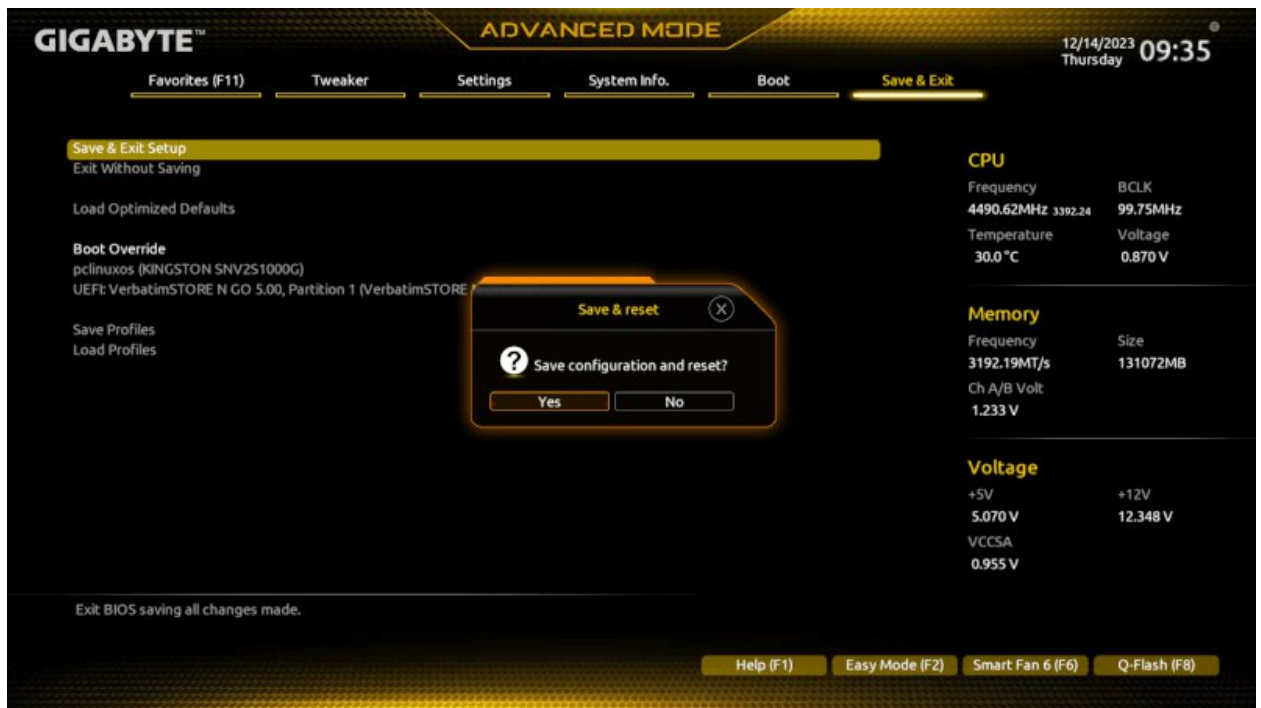 GIGABYTE™
ADVANCED MODE
12/14/2023 09:35
Thursday
Favorites (F11) Tweaker Settings System Info. Boot Save & Exit
Save & Exit Setup
Exit Without Saving
Load Optimized Defaults
Boot Override
pclinuxos (KINGSTON SNV2S1000G)
UEFI: VerbatimSTORE N GO 5.00, Partition 1 (VerbatimSTORE
Save Profiles
Load Profiles
Save & reset
Save configuration and reset?
Yes No
CPU
Frequency BCLK
4490.62MHz 3392.24 99.75MHz
Temperature Voltage
30.0 °C 0.870 V
Memory
Frequency Size
3192.19MT/s 131072MB
Ch A/B Volt
1.233 V
Voltage
+5V +12V
5.070 V 12.348 V
VCCSA
0.955 V
Exit BIOS saving all changes made.
Help (F1) Easy Mode (F2) Smart Fan 6 (F6) Q-Flash (F8)